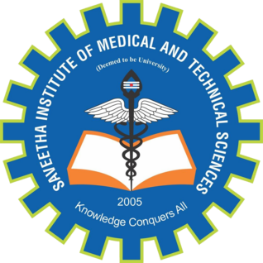 SAVEETHA INSTITUTE OF MEDICAL AND TECHNICAL SCIENCES
(Deemed to be University)
2005
Knowledge Conquers All